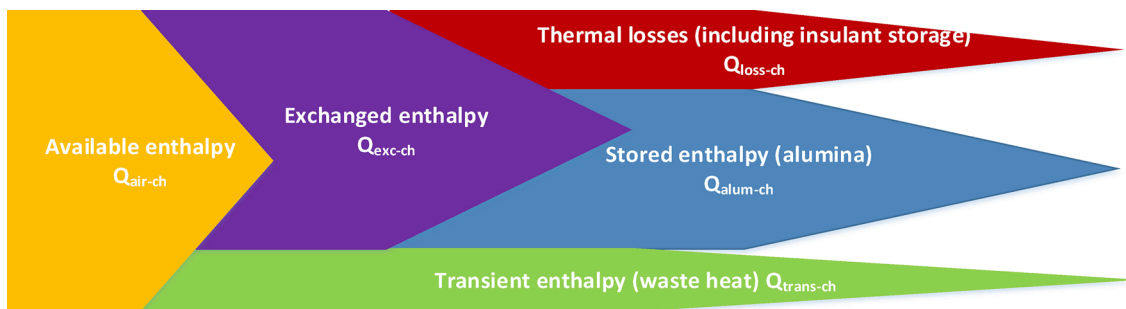 Thermal losses (including insulant storage)
Qloss-ch
Exchanged enthalpy
Qexc-ch
Available enthalpy
Qair-ch
Stored enthalpy (alumina)
Qalum-ch
Transient enthalpy (waste heat) Qtrans-ch